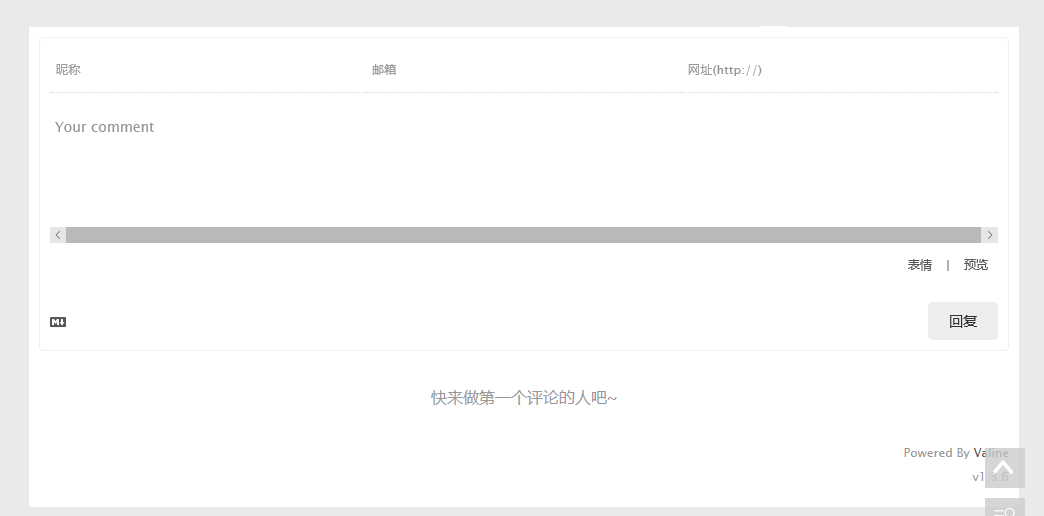 昵称 邮箱 网址(http://)
Your comment
表情 | 预览
M↓ 回复
快来做第一个评论的人吧~
Powered By Valine
v1.3.6